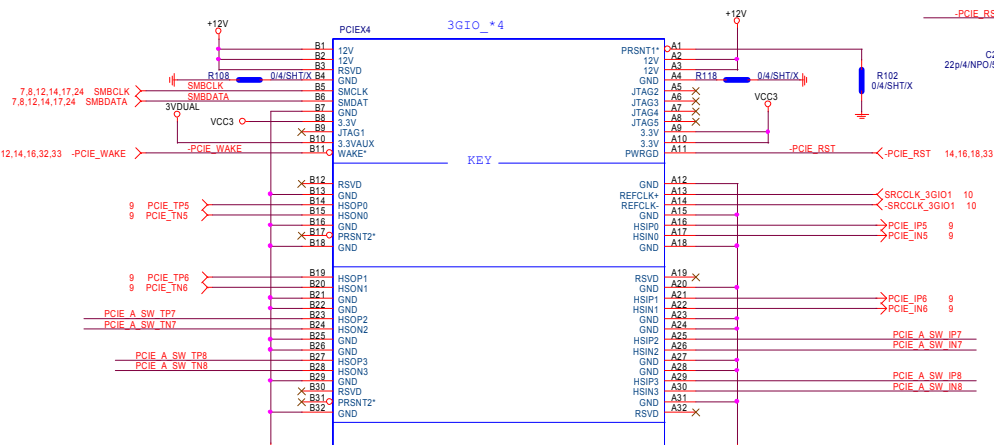 +12V
3GIO_*4
+12V
-PCIE_RS
PCIEX4
B1 12V PRSNT1* A1
B2 12V 12V A2
B3 RSVD 12V A3
R108 0/4/SHT/X B4 GND GND A4 R118 0/4/SHT/X
C2
22p/4/NPO/5
R102
0/4/SHT/X
7,8,12,14,17,24 SMBCLK SMBCLK B5 SMCLK JTAG2 A5
7,8,12,14,17,24 SMBDATA SMBDATA B6 SMDAT JTAG3 A6
3VDUAL B7 GND JTAG4 A7 VCC3
VCC3 B8 3.3V JTAG5 A8
B9 JTAG1 3.3V A9
B10 3.3VAUX 3.3V A10
12,14,16,32,33 -PCIE_WAKE -PCIE_WAKE B11 WAKE* PWRGD A11 -PCIE_RST -PCIE_RST 14,16,18,33
KEY
B12 RSVD GND A12
B13 GND REFCLK+ A13 SRCCLK_3GIO1 10
9 PCIE_TP5 B14 HSOP0 REFCLK- A14 -SRCCLK_3GIO1 10
9 PCIE_TN5 B15 HSON0 GND A15
B16 GND HSIP0 A16 PCIE_IP5 9
B17 PRSNT2* HSIN0 A17 PCIE_IN5 9
B18 GND GND A18
9 PCIE_TP6 B19 HSOP1 RSVD A19
9 PCIE_TN6 B20 HSON1 GND A20
B21 GND HSIP1 A21 PCIE_IP6 9
B22 GND HSIN1 A22 PCIE_IN6 9
PCIE_A_SW_TP7 B23 HSOP2 GND A23
PCIE_A_SW_TN7 B24 HSON2 GND A24
B25 GND HSIP2 A25 PCIE_A_SW_IP7
B26 GND HSIN2 A26 PCIE_A_SW_IN7
PCIE_A_SW_TP8 B27 HSOP3 GND A27
PCIE_A_SW_TN8 B28 HSON3 GND A28
B29 GND HSIP3 A29 PCIE_A_SW_IP8
B30 RSVD HSIN3 A30 PCIE_A_SW_IN8
B31 PRSNT2* GND A31
B32 GND RSVD A32